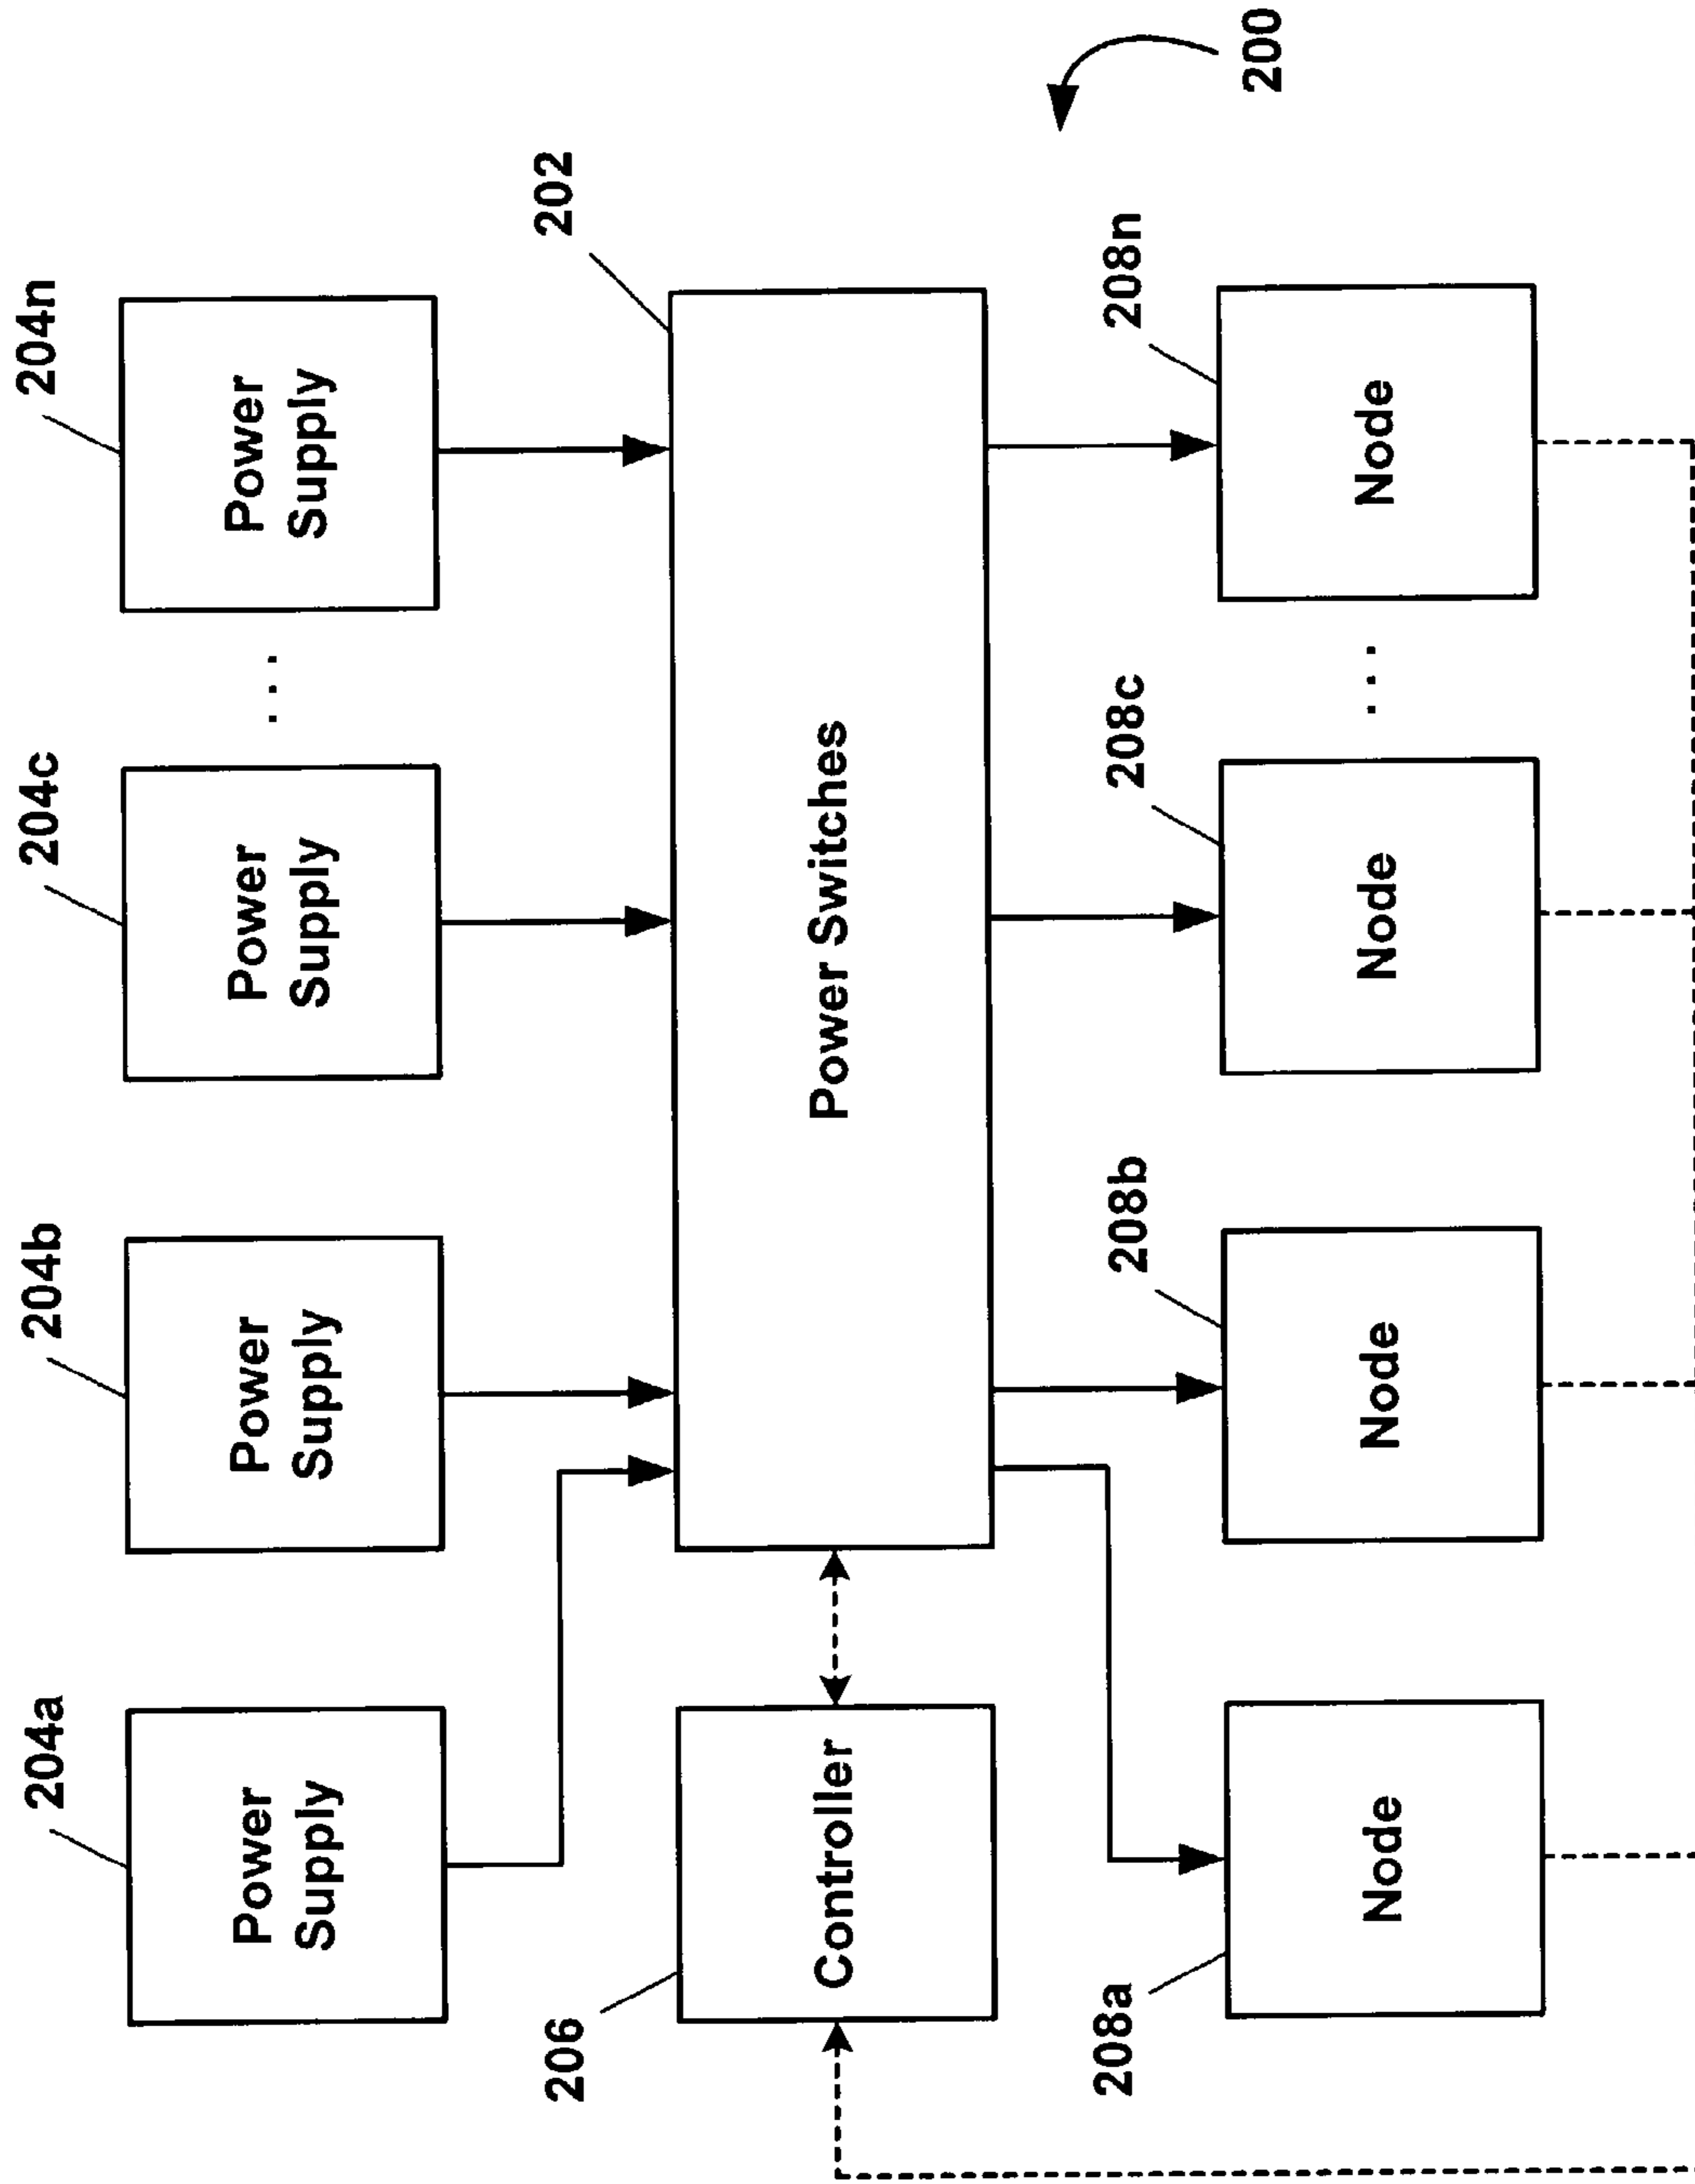 204a
204b
204c
204n
Power
Supply
Power
Supply
Power
Supply
. . .
Power
Supply
206
202
Controller
Power Switches
208a
208b
208c
208n
Node
Node
Node
. . .
Node
200